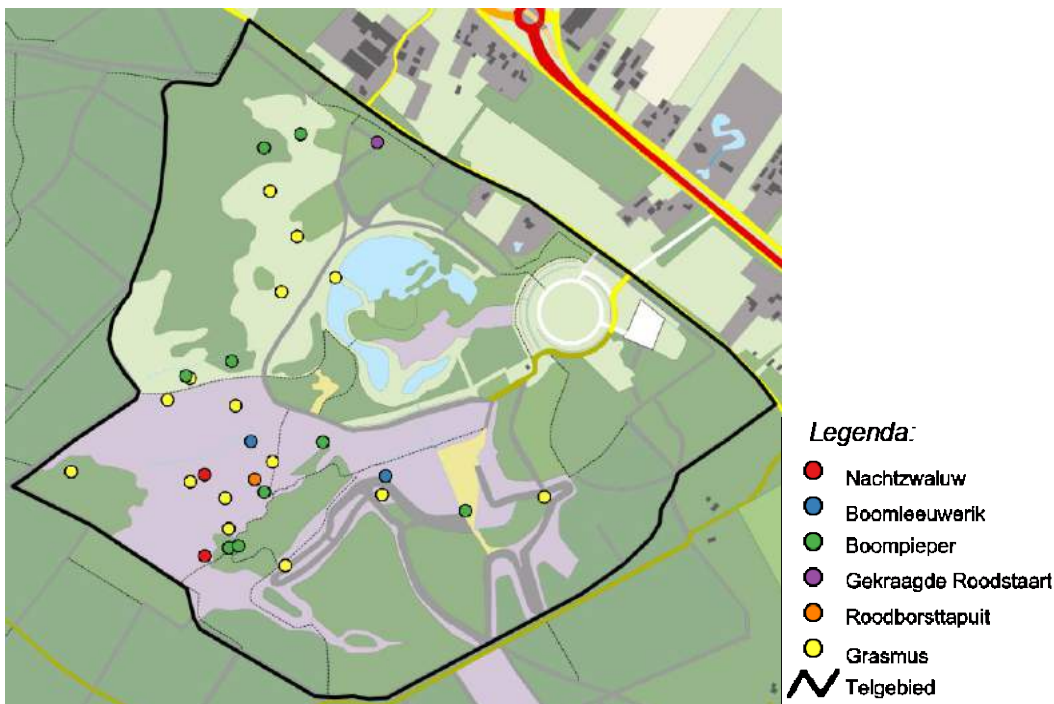 Legenda:
Nachtzwaluw
Boomleeuwerik
Boompieper
Gekraagde Roodstaart
Roodborsttapuit
Grasmus
Telgebied